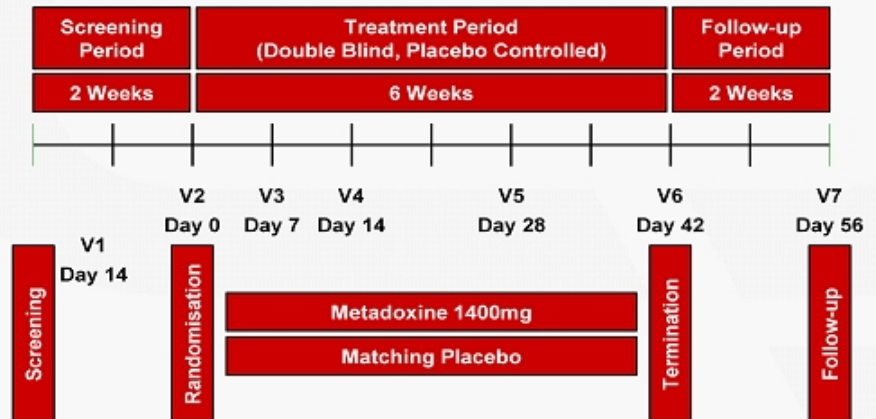 Screening
Period
Treatment Period
(Double Blind, Placebo Controlled)
Follow-up
Period
2 Weeks
6 Weeks
2 Weeks
V1
Day 14
V2
Day 0
V3
Day 7
V4
Day 14
V5
Day 28
V6
Day 42
V7
Day 56
Screening
Randomisation
Metadoxine 1400mg
Matching Placebo
Termination
Follow-up